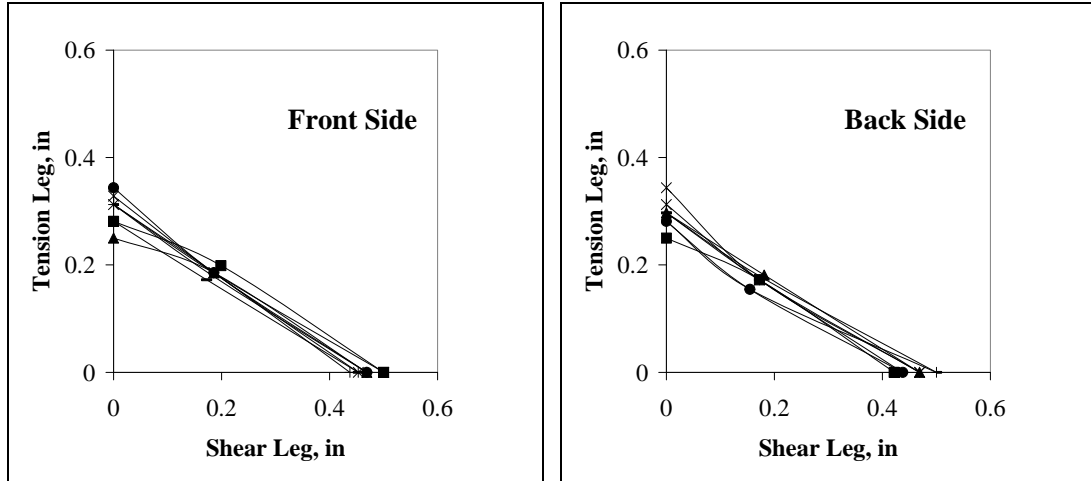 0.6
Front Side
0.4
Tension Leg, in
0.2
0
0 0.2 0.4 0.6
Shear Leg, in
0.6
Back Side
0.4
Tension Leg, in
0.2
0
0 0.2 0.4 0.6
Shear Leg, in